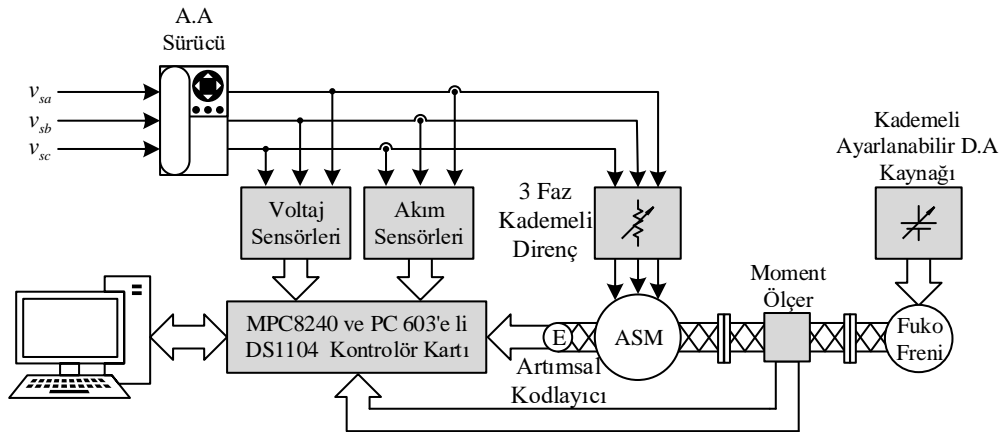 A.A
Sürücü
v_sa
v_sb
v_sc
Voltaj
Sensörleri
Akım
Sensörleri
3 Faz
Kademeli
Direnç
Kademeli
Ayarlanabilir D.A
Kaynağı
Moment
Ölçer
MPC8240 ve PC 603'e li
DS1104 Kontrolör Kartı
E
ASM
Fuko
Freni
Artımsal
Kodlayıcı